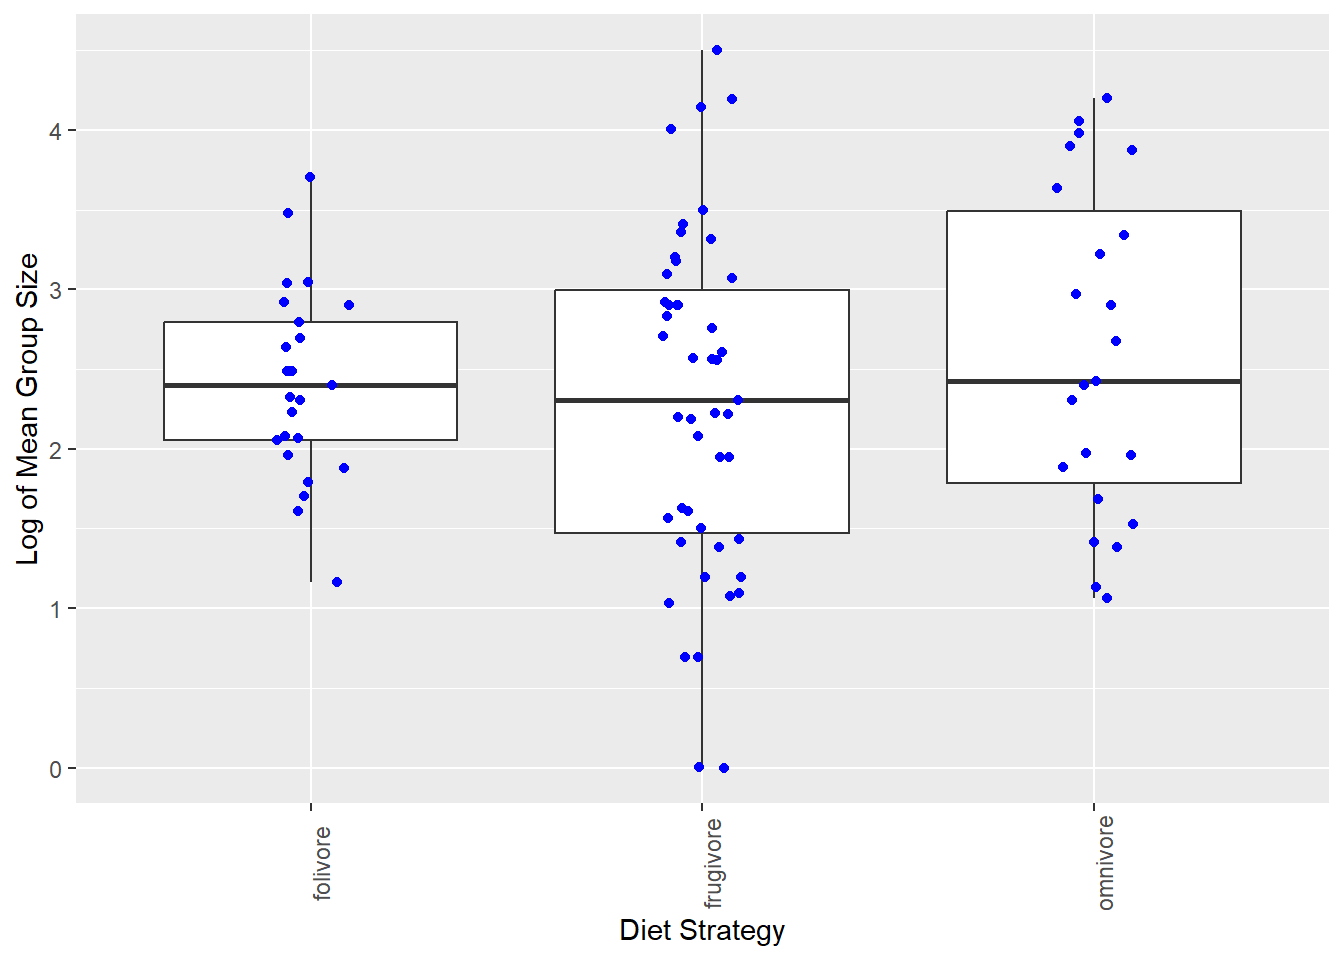 Log of Mean Group Size
4
3
2
1
0
folivore
frugivore
omnivore
Diet Strategy